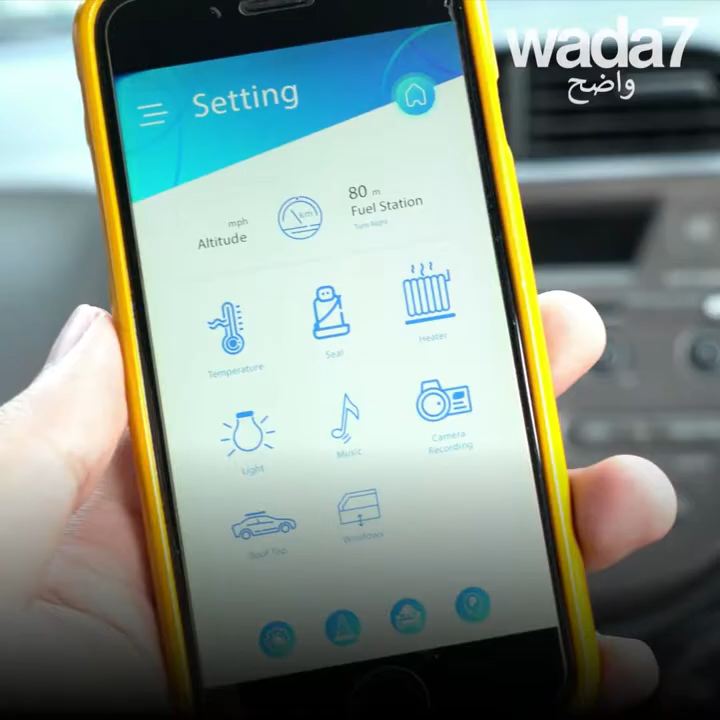 wada7
واضح
Setting
km
mph
Altitude
80 m
Fuel Station
Turn Right
Temperature
Seal
Heater
Light
Music
Camera
Recording
Roof Top
Windows